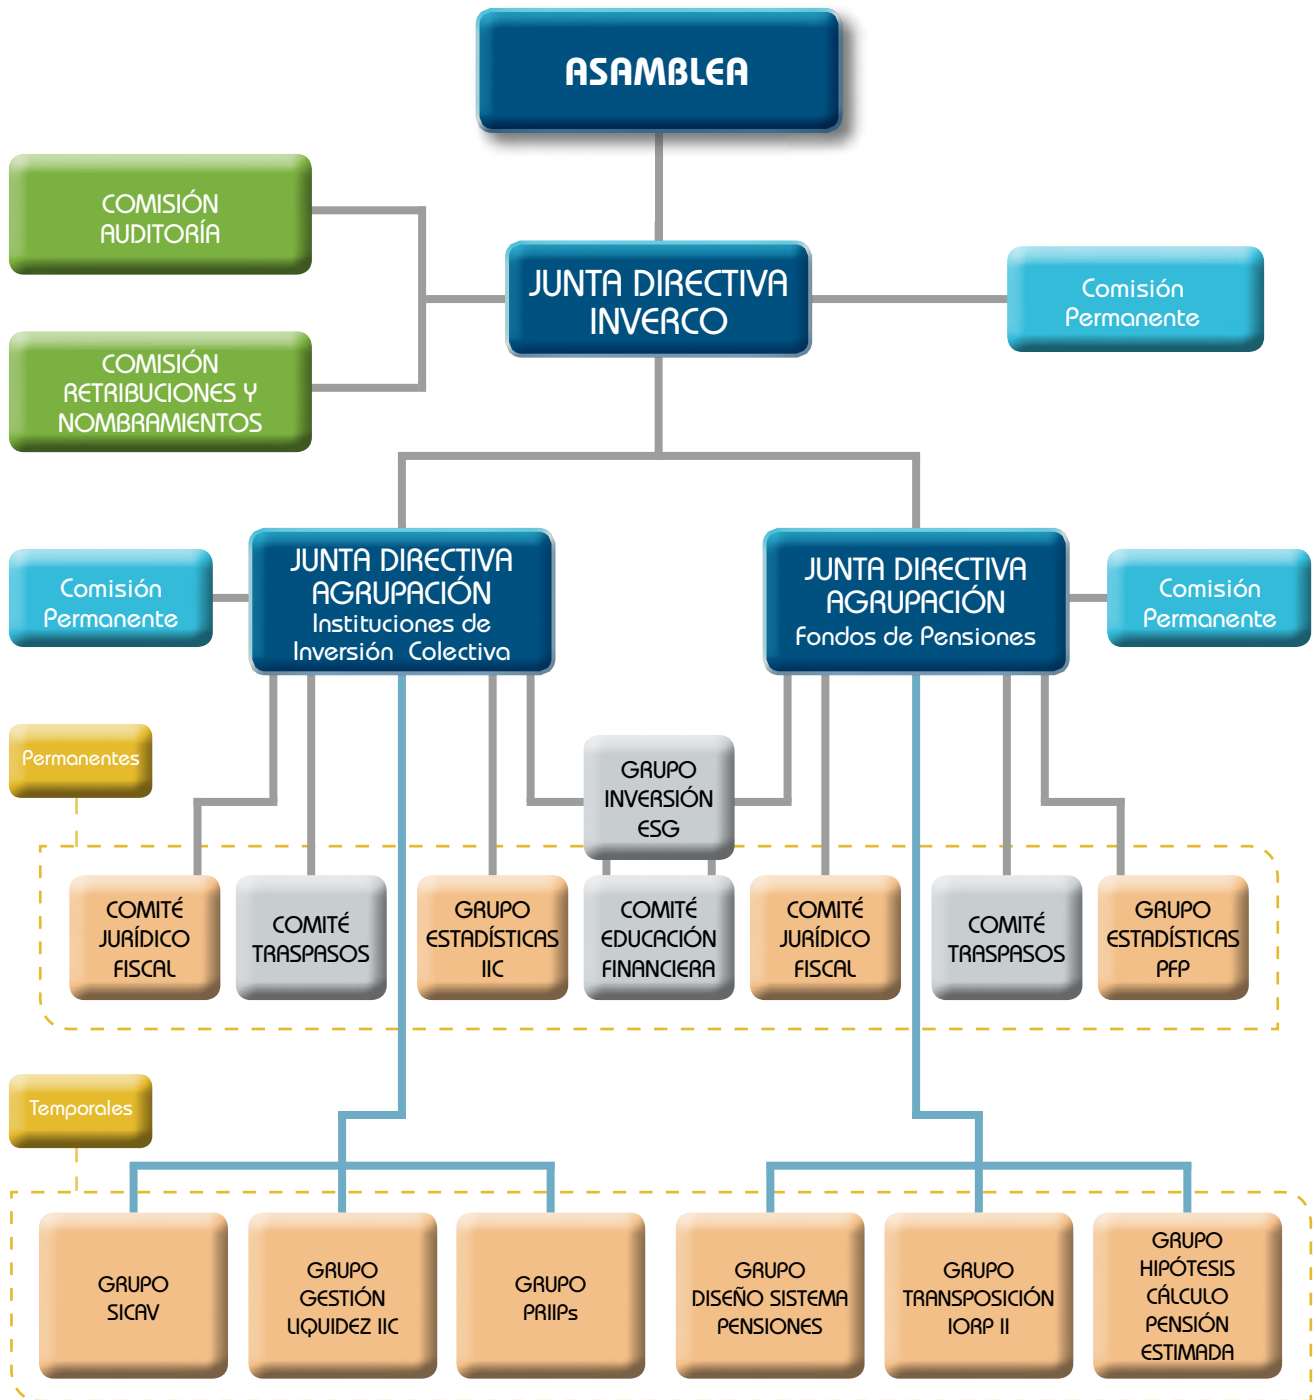 ASAMBLEA
COMISIÓN
AUDITORÍA
JUNTA DIRECTIVA
INVERCO
Comisión
Permanente
COMISIÓN
RETRIBUCIONES Y
NOMBRAMIENTOS
Comisión
Permanente
JUNTA DIRECTIVA
AGRUPACIÓN
Instituciones de
Inversión Colectiva
JUNTA DIRECTIVA
AGRUPACIÓN
Fondos de Pensiones
Comisión
Permanente
Permanentes
GRUPO
INVERSIÓN
ESG
COMITÉ
JURÍDICO
FISCAL
COMITÉ
TRASPASOS
GRUPO
ESTADÍSTICAS
IIC
COMITÉ
EDUCACIÓN
FINANCIERA
COMITÉ
JURÍDICO
FISCAL
COMITÉ
TRASPASOS
GRUPO
ESTADÍSTICAS
PFP
Temporales
GRUPO
SICAV
GRUPO
GESTIÓN
LIQUIDEZ IIC
GRUPO
PRIIPs
GRUPO
DISEÑO SISTEMA
PENSIONES
GRUPO
TRANSPOSICIÓN
IORP II
GRUPO
HIPÓTESIS
CÁLCULO
PENSIÓN
ESTIMADA